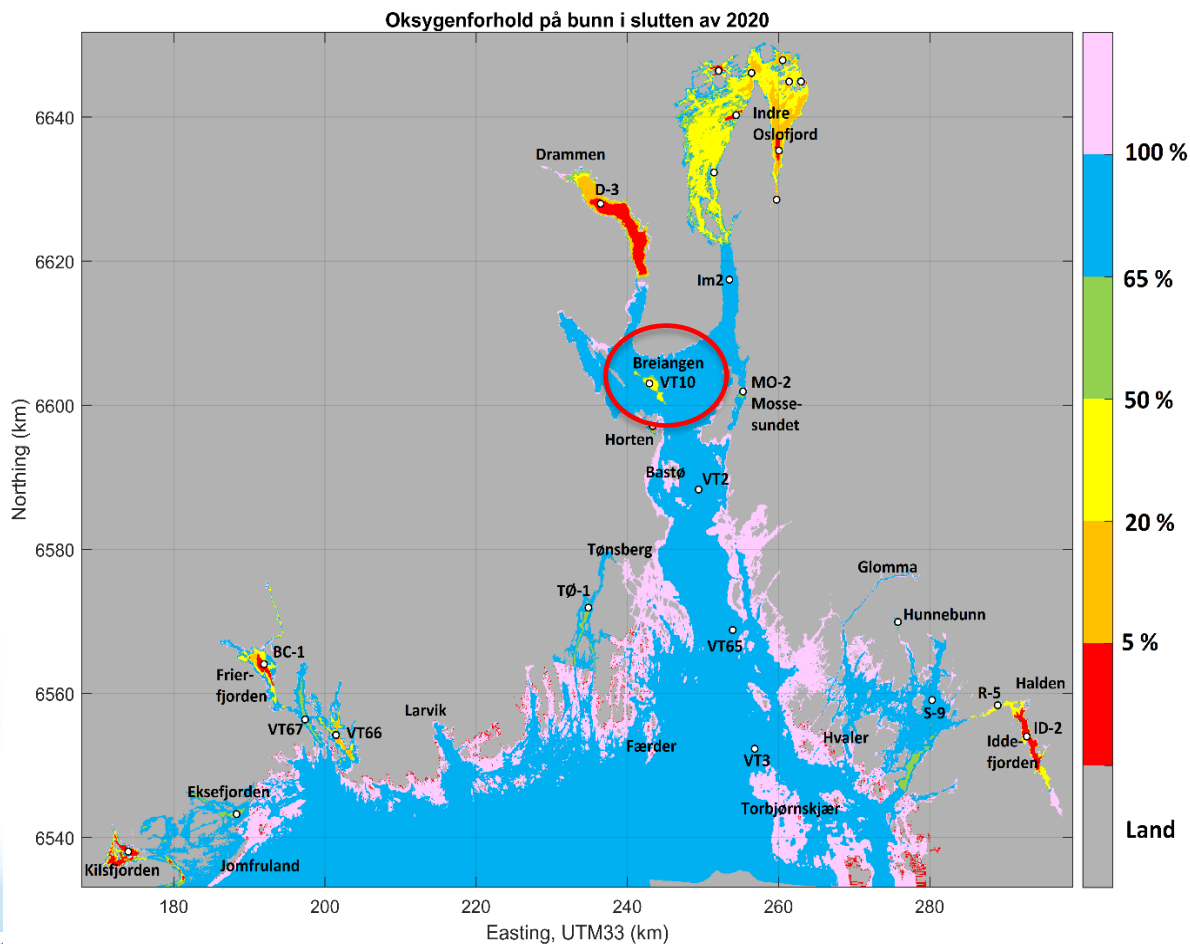 Oksygenforhold på bunn i slutten av 2020
6640
6620
6600
6580
6560
6540
Northing (km)
180
200
220
240
260
280
Easting, UTM33 (km)
Indre
Oslofjord
Drammen
D-3
Im2
Breiangen
VT10
MO-2
Mosse-
sundet
Horten
Bastø
VT2
Tønsberg
TØ-1
Glomma
Hunnebunn
VT65
BC-1
Frier-
fjorden
VT67
VT66
Larvik
Færder
VT3
Hvaler
S-9
R-5
Halden
ID-2
Idde-
fjorden
Torbjørnskjær
Eksefjorden
Kilsfjorden
Jomfruland
100 %
65 %
50 %
20 %
5 %
Land